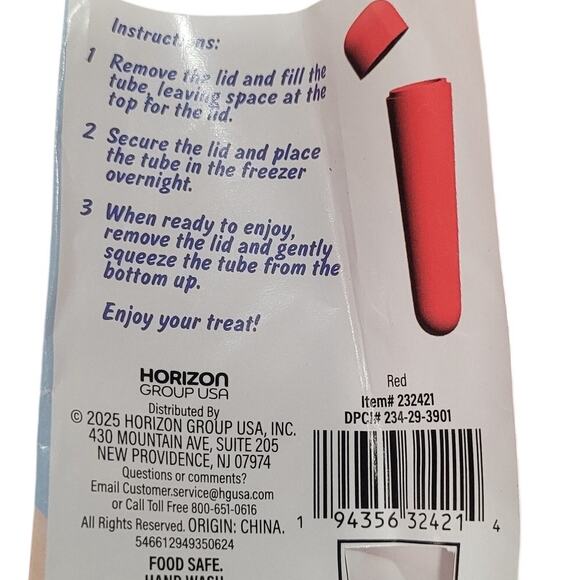 Instructions:
1 Remove the lid and fill the
tube, leaving space at the
top for the lid.
2 Secure the lid and place
the tube in the freezer
overnight.
3 When ready to enjoy,
remove the lid and gently
squeeze the tube from the
bottom up.
Enjoy your treat!
HORIZON
GROUP USA
Distributed By
© 2025 HORIZON GROUP USA, INC.
430 MOUNTAIN AVE, SUITE 205
NEW PROVIDENCE, NJ 07974
Questions or comments?
Email Customer.service@hgusa.com
or Call Toll Free 800-651-0616
All Rights Reserved. ORIGIN: CHINA.
546612949350624
FOOD SAFE.
HAND WASH
Red
Item# 232421
DPCI# 234-29-3901
1 94356 32421 4